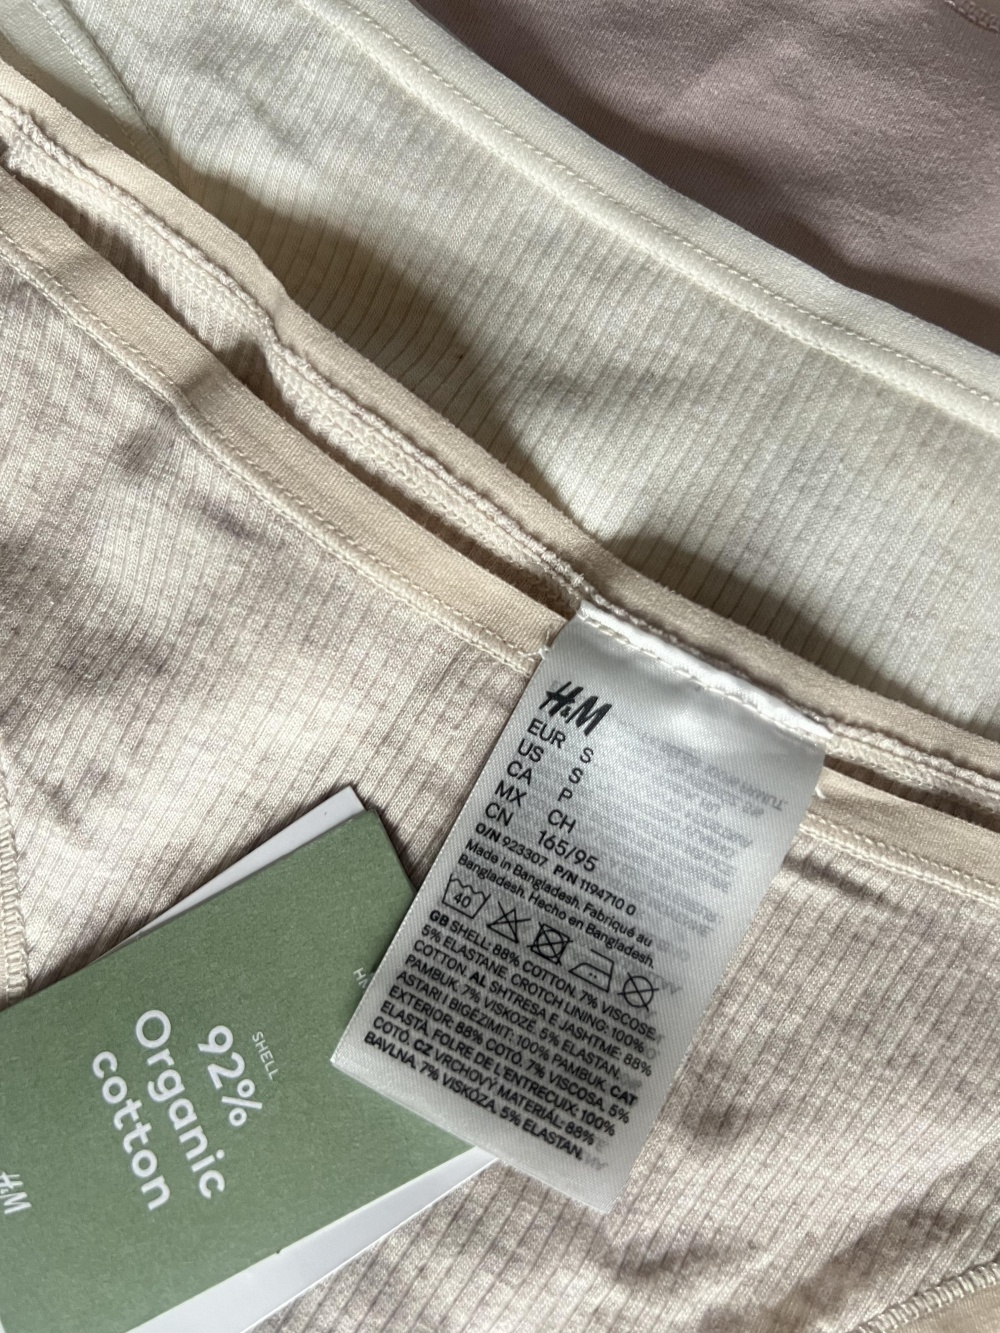 H&M
EUR S
US S
CA P
MX CH
CN 165/95
O/N 923307 P/N 1194710 0
Made in Bangladesh. Fabriqué au
Bangladesh. Hecho en Bangladesh.
40
GB SHELL: 88% COTTON. 7% VISCOSE.
5% ELASTANE. CROTCH LINING: 100%
COTTON. AL SHTRESA E JASHTME: 88%
PAMBUK. 7% VISKOZË. 5% ELASTAN.
ASTARI I BIGËZIMIT: 100% PAMBUK. CAT
EXTERIOR: 88% COTÓ. 7% VISCOSA. 5%
ELASTÀ. FOLRE DE L'ENTRECUIX: 100%
COTÓ. CZ VRCHOVÝ MATERIÁL: 88%
BAVLNA. 7% VISKÓZA. 5% ELASTAN.
SHELL
92%
Organic
cotton
H&M